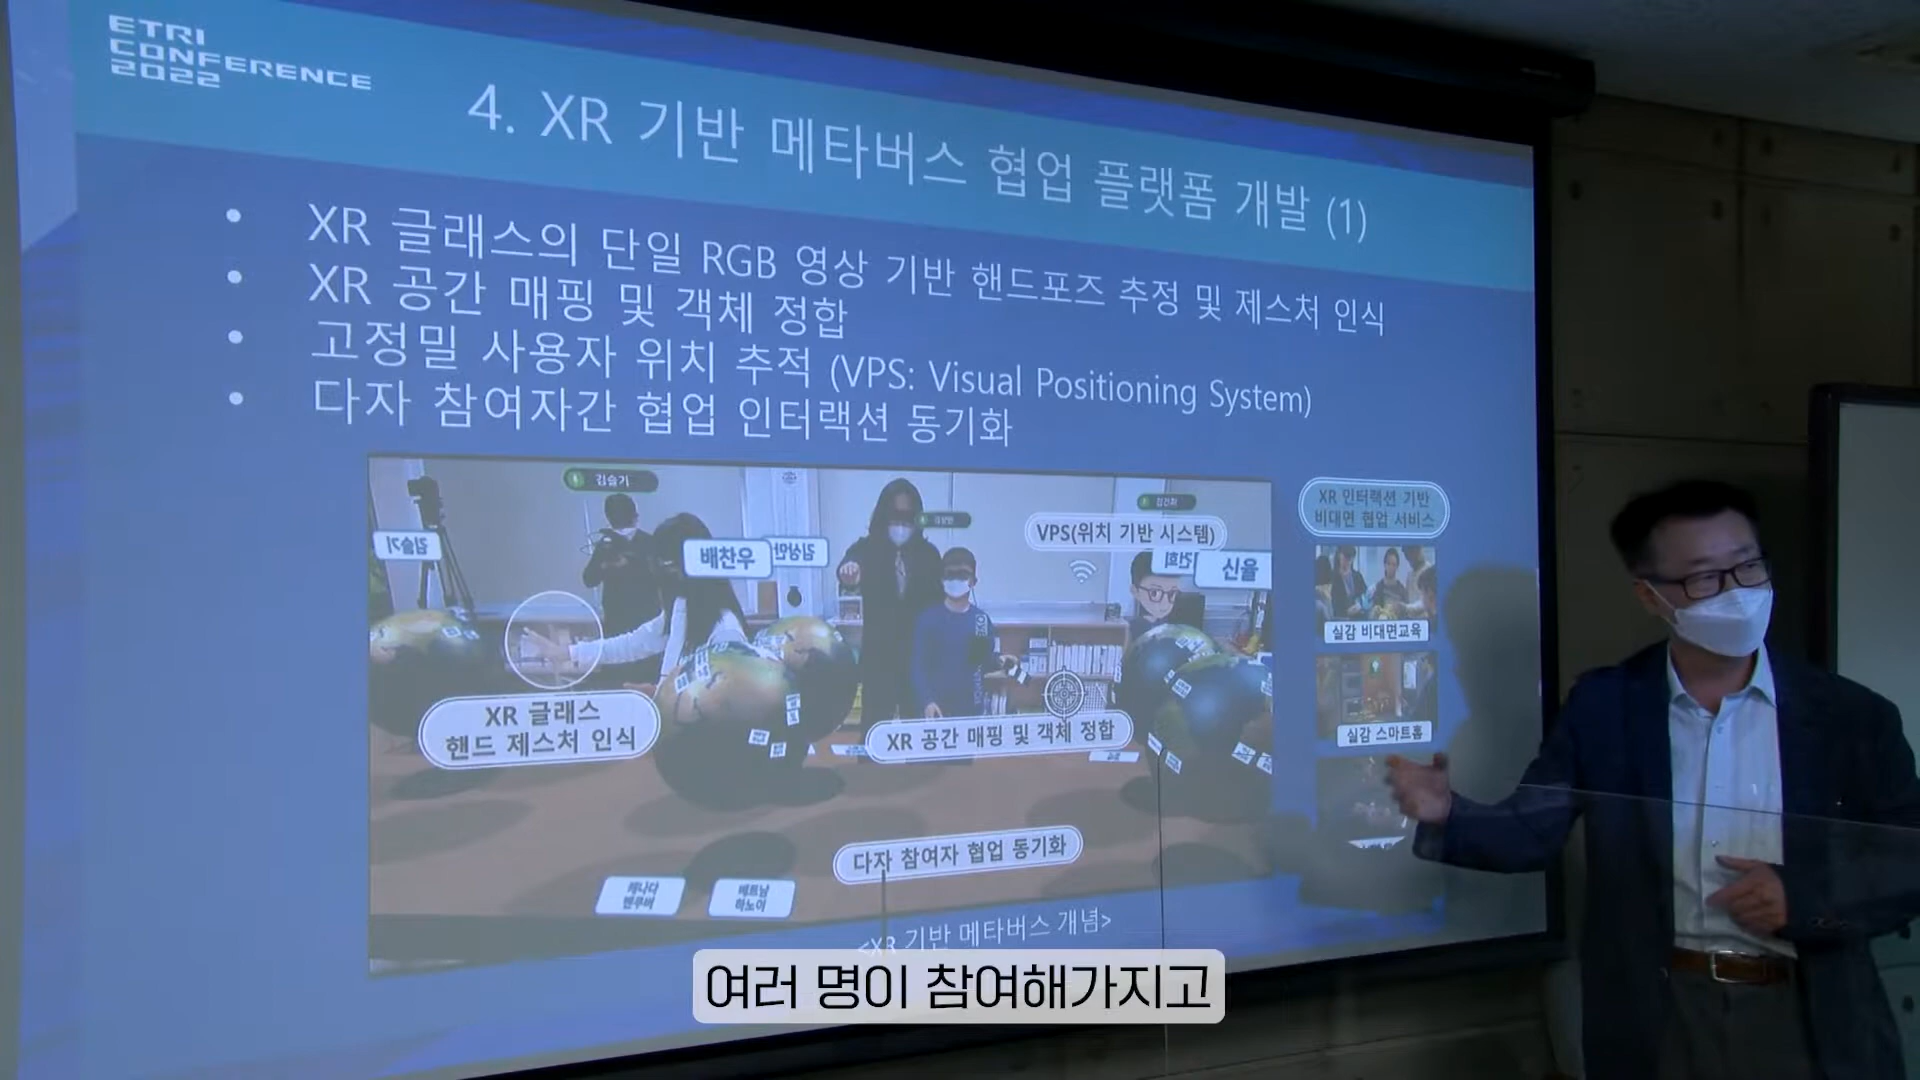 ETRI
CONFERENCE
2022
4. XR 기반 메타버스 협업 플랫폼 개발 (1)
• XR 글래스의 단일 RGB 영상 기반 핸드포즈 추정 및 제스처 인식
• XR 공간 매핑 및 객체 정합
• 고정밀 사용자 위치 추적 (VPS: Visual Positioning System)
• 다자 참여자간 협업 인터랙션 동기화
김슬기
VPS(위치 기반 시스템)
XR 인터랙션 기반
비대면 협업 서비스
김슬기
우찬배
김상민
신율
실감 비대면교육
XR 글래스
핸드 제스처 인식
XR 공간 매핑 및 객체 정합
실감 스마트홈
다자 참여자 협업 동기화
캐나다
벤쿠버
베트남
하노이
<XR 기반 메타버스 개념>
여러 명이 참여해가지고